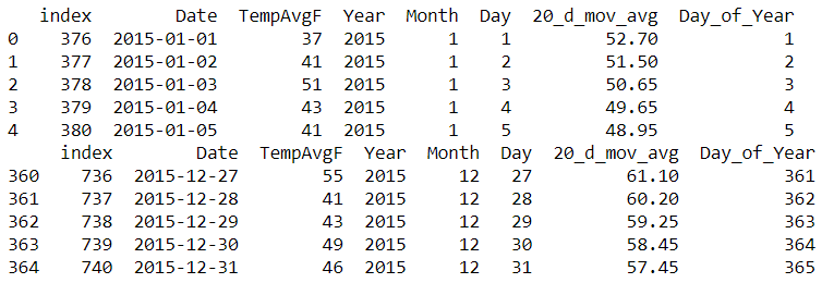 index Date TempAvgF Year Month Day 20_d_mov_avg Day_of_Year
0 376 2015-01-01 37 2015 1 1 52.70 1
1 377 2015-01-02 41 2015 1 2 51.50 2
2 378 2015-01-03 51 2015 1 3 50.65 3
3 379 2015-01-04 43 2015 1 4 49.65 4
4 380 2015-01-05 41 2015 1 5 48.95 5
index Date TempAvgF Year Month Day 20_d_mov_avg Day_of_Year
360 736 2015-12-27 55 2015 12 27 61.10 361
361 737 2015-12-28 41 2015 12 28 60.20 362
362 738 2015-12-29 43 2015 12 29 59.25 363
363 739 2015-12-30 49 2015 12 30 58.45 364
364 740 2015-12-31 46 2015 12 31 57.45 365